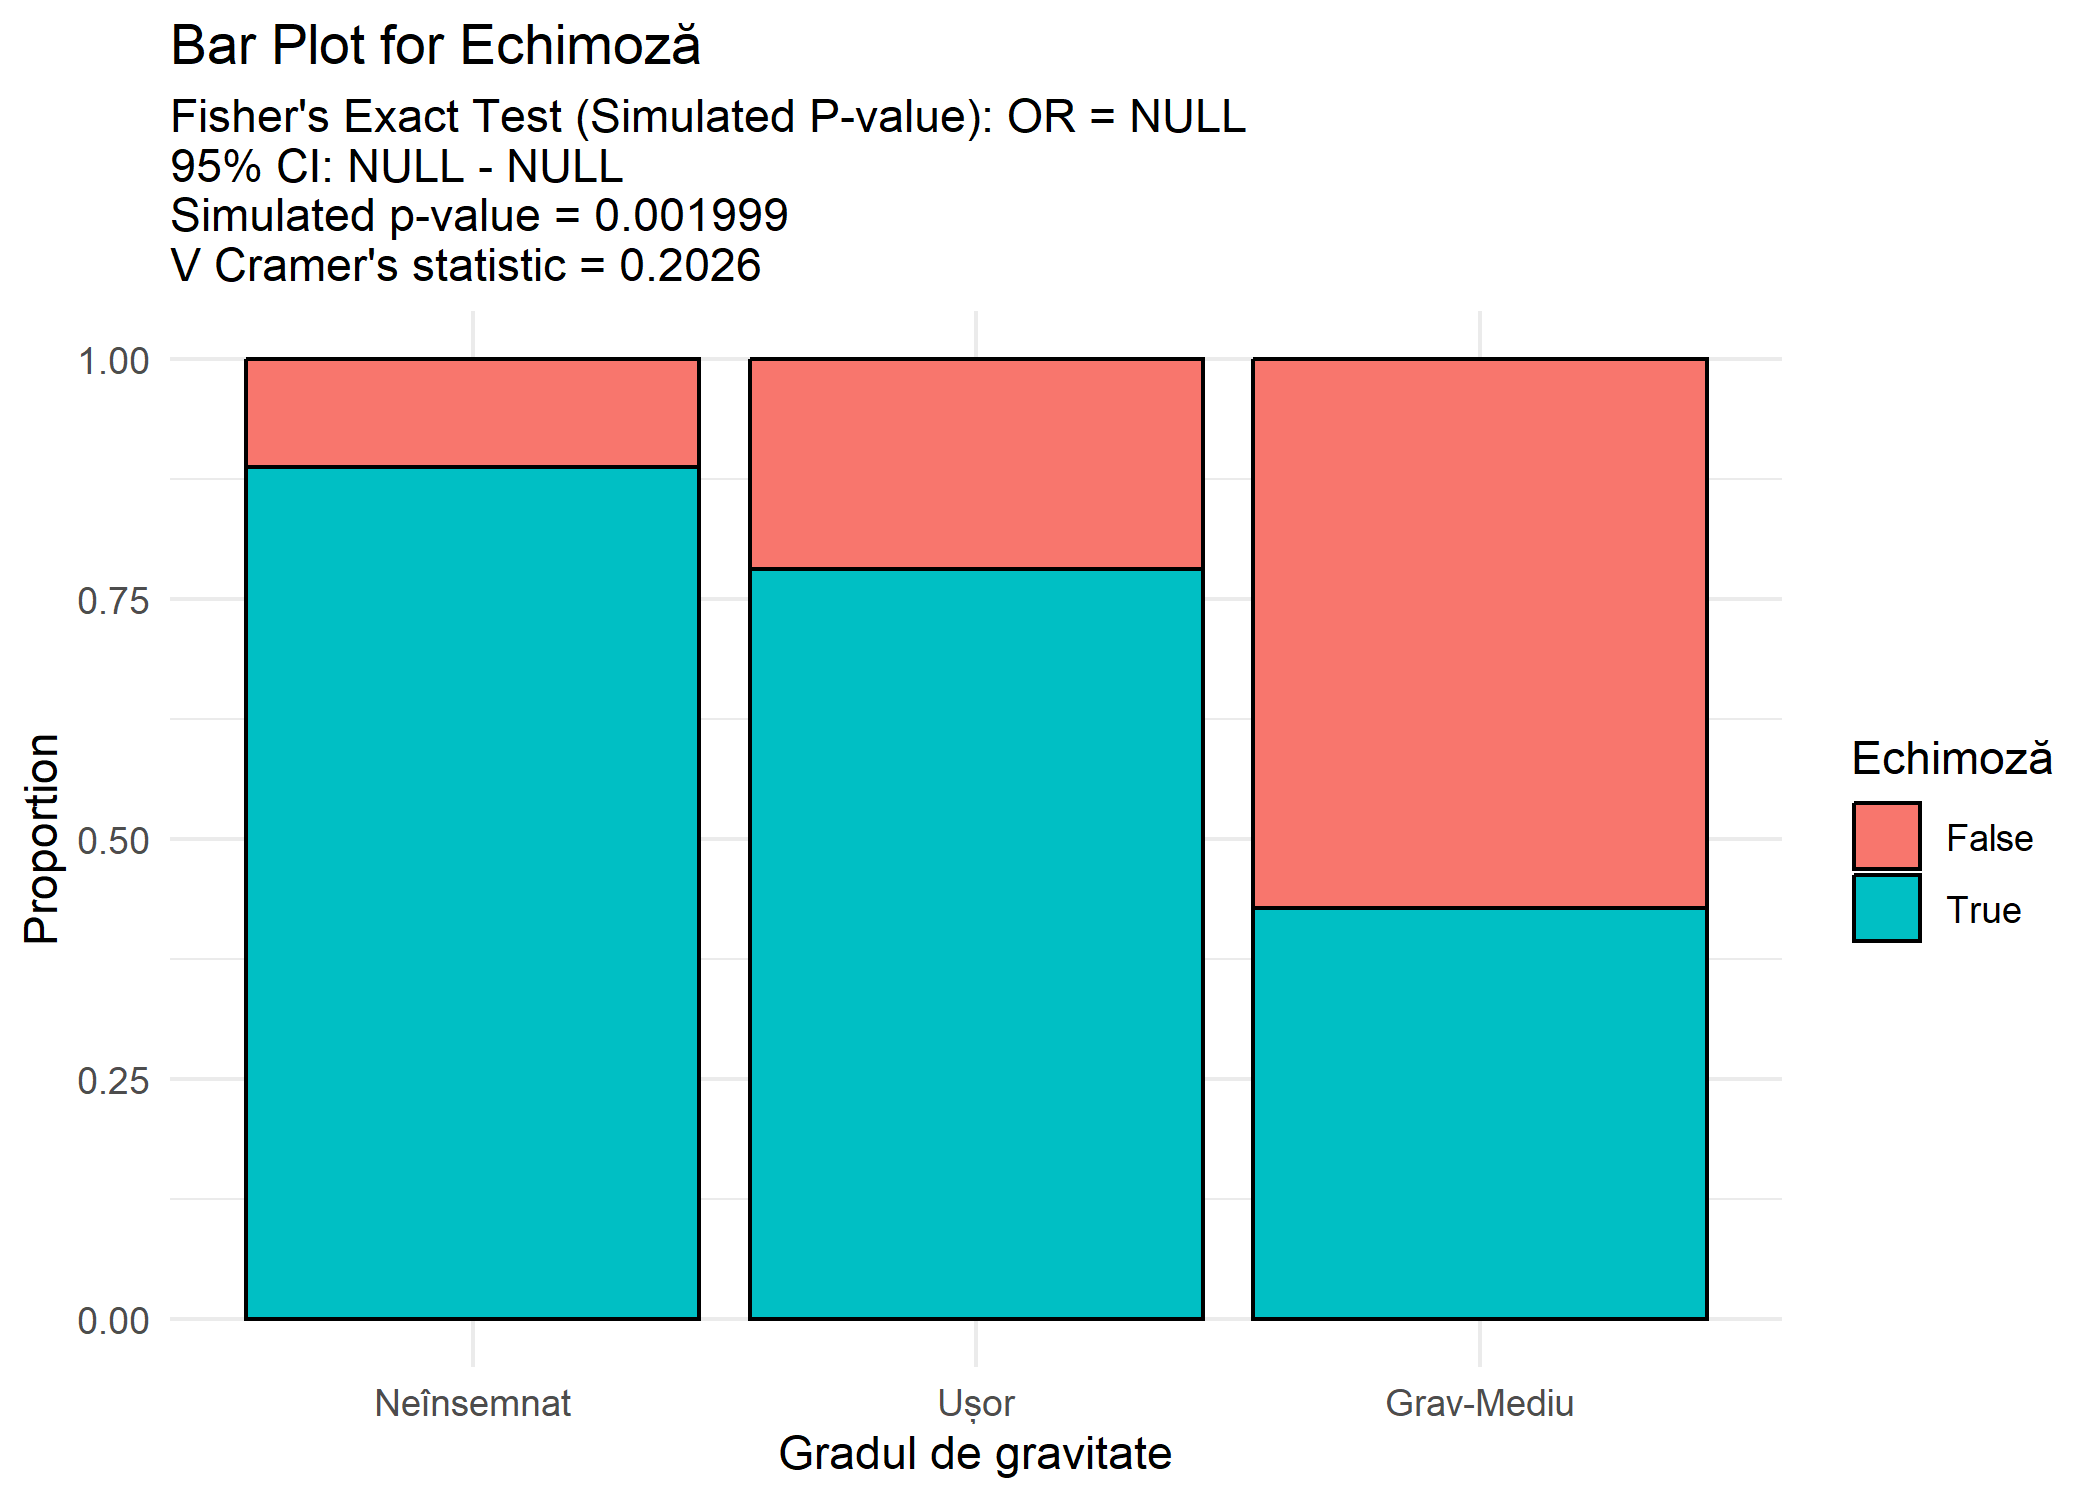 Bar Plot for Echimoză
Fisher's Exact Test (Simulated P-value): OR = NULL
95% CI: NULL - NULL
Simulated p-value = 0.001999
V Cramer's statistic = 0.2026
1.00
0.75
0.50
0.25
0.00
Proportion
Neînsemnat
Ușor
Grav-Mediu
Gradul de gravitate
Echimoză
False
True